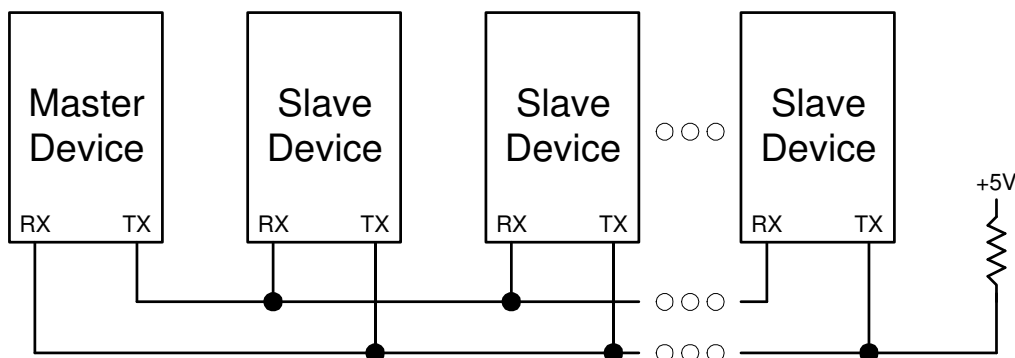 Master
Device
Slave
Device
Slave
Device
Slave
Device
+5V
RX TX
RX TX
RX TX
RX TX